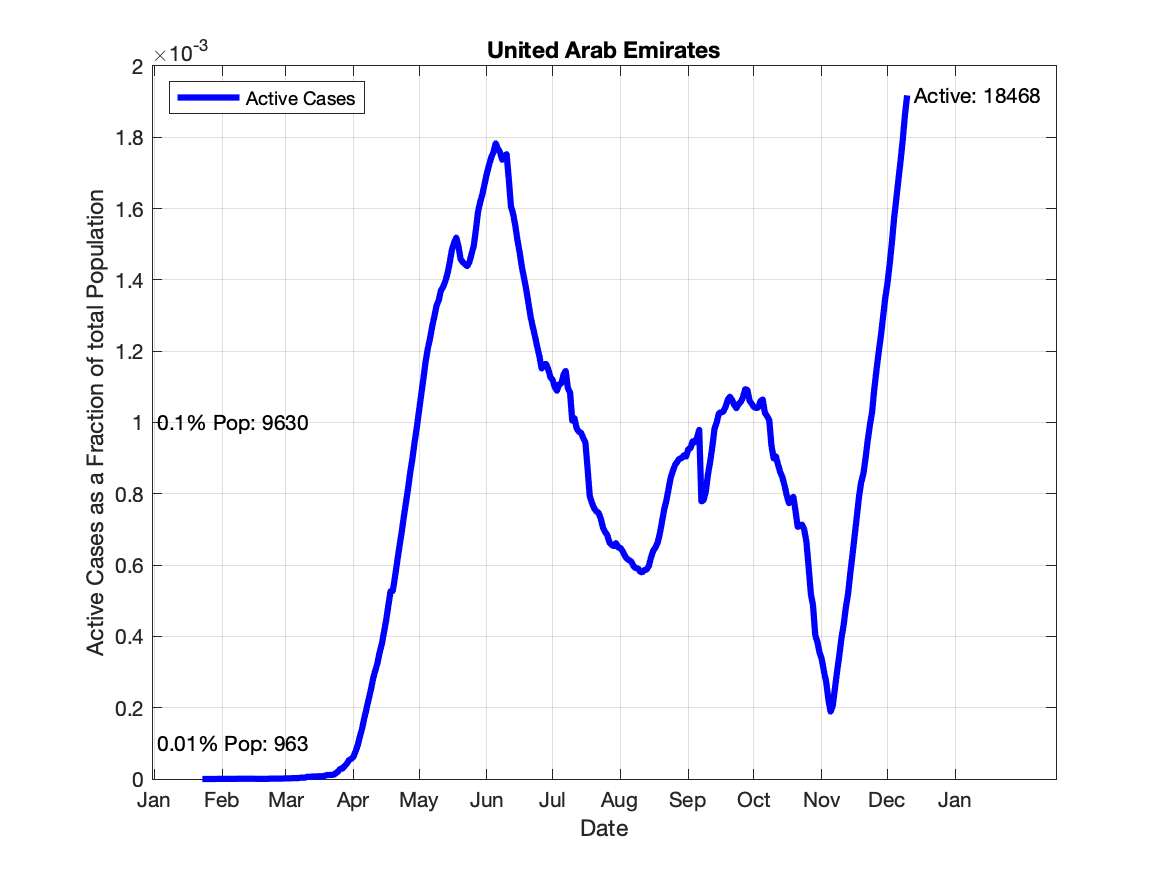 United Arab Emirates
×10-3
2
1.8
1.6
1.4
1.2
1
0.8
0.6
0.4
0.2
0
Active Cases as a Fraction of total Population
Active Cases
Active: 18468
0.1% Pop: 9630
0.01% Pop: 963
Jan Feb Mar Apr May Jun Jul Aug Sep Oct Nov Dec Jan
Date